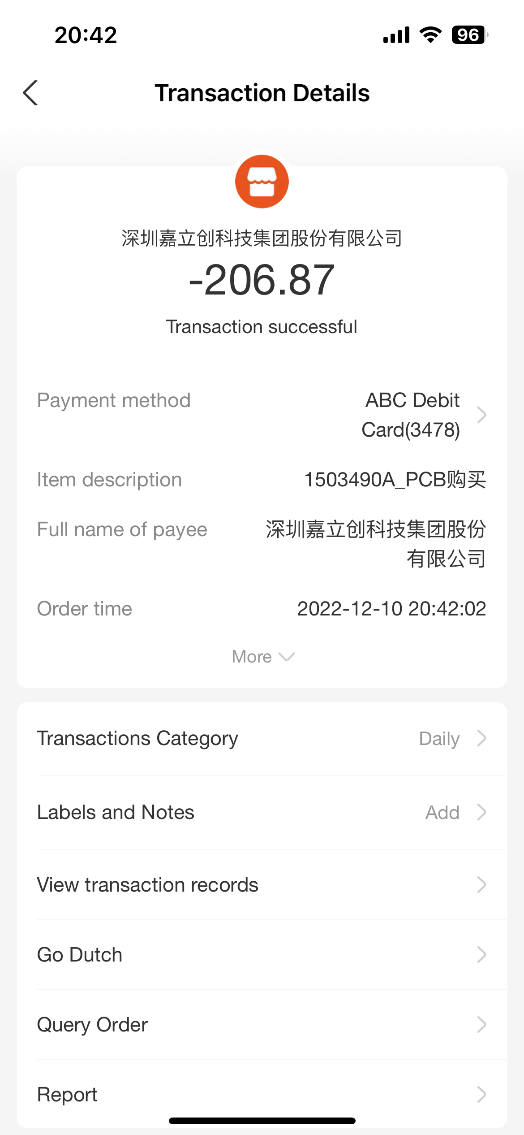 20:42
96
Transaction Details
深圳嘉立创科技集团股份有限公司
-206.87
Transaction successful
Payment method
ABC Debit
Card(3478)
Item description
1503490A_PCB购买
Full name of payee
深圳嘉立创科技集团股份
有限公司
Order time
2022-12-10 20:42:02
More
Transactions Category
Daily
Labels and Notes
Add
View transaction records
Go Dutch
Query Order
Report